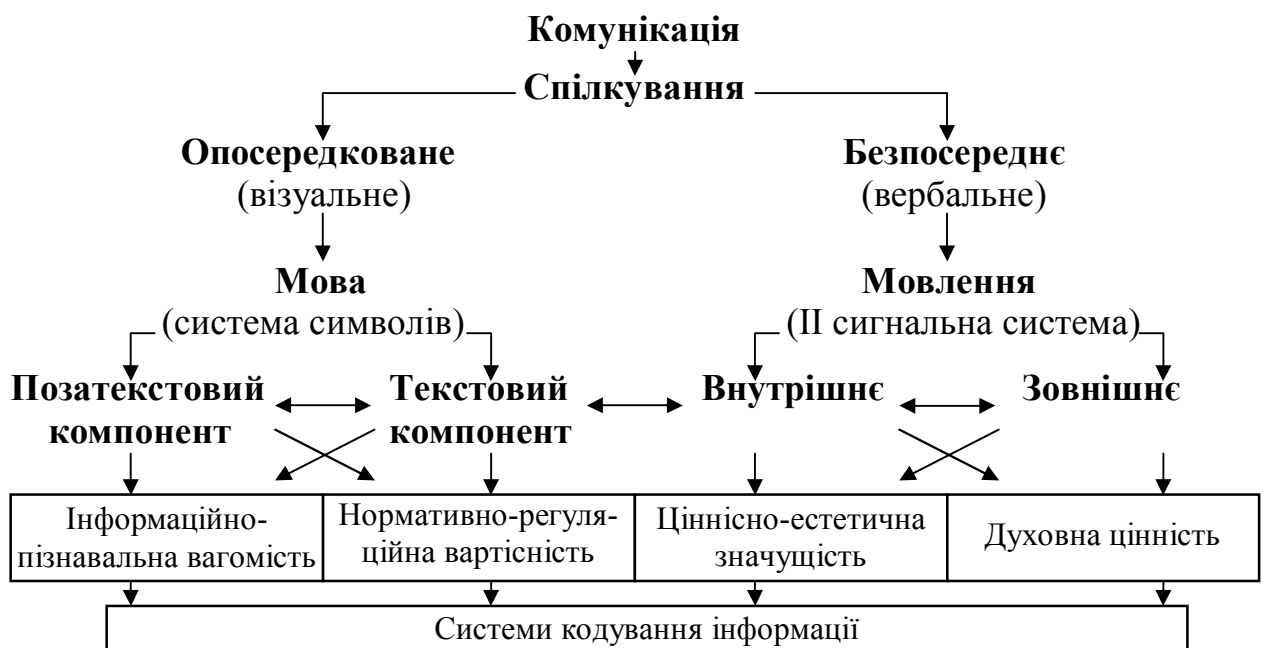 Комунікація
Спілкування
Опосередковане
(візуальне)
Безпосереднє
(вербальне)
Мова
(система символів)
Мовлення
(ІІ сигнальна система)
Позатекстовий
компонент
Текстовий
компонент
Внутрішнє
Зовнішнє
Інформаційно-
пізнавальна вагомість
Нормативно-регуля-
ційна вартісність
Ціннісно-естетична
значущість
Духовна цінність
Системи кодування інформації